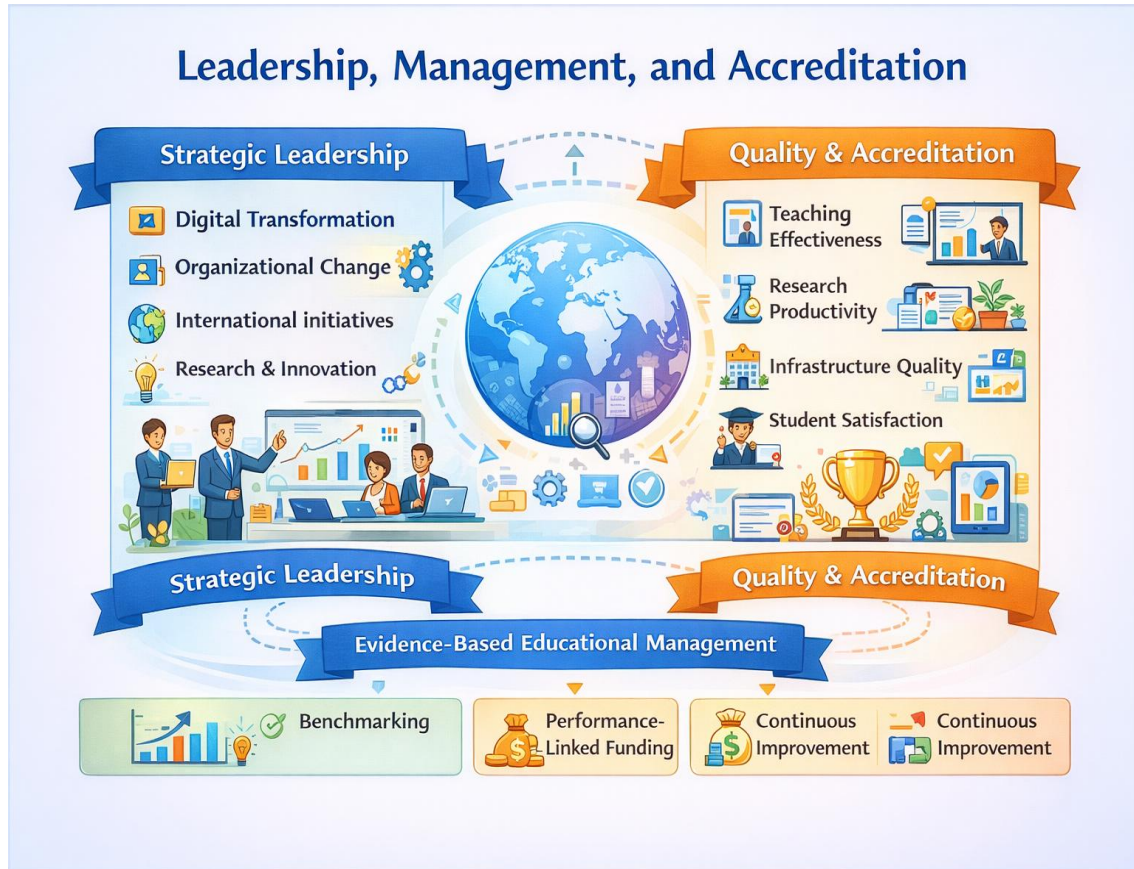 Leadership, Management, and Accreditation
Strategic Leadership
Digital Transformation
Organizational Change
International initiatives
Research & Innovation
Quality & Accreditation
Teaching
Effectiveness
Research
Productivity
Infrastructure Quality
Student Satisfaction
Strategic Leadership
Quality & Accreditation
Evidence-Based Educational Management
Benchmarking
Performance-
Linked Funding
Continuous
Improvement
Continuous
Improvement